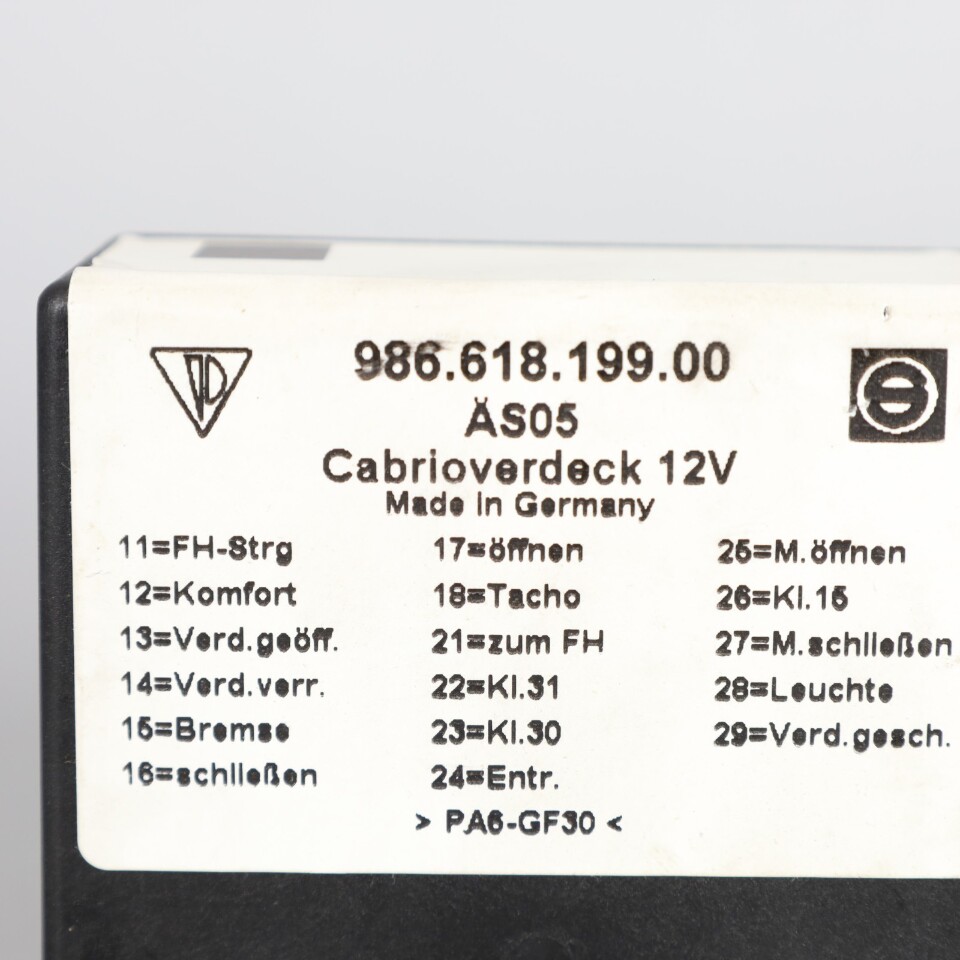 986.618.199.00
ÄS05
Cabrioverdeck 12V
Made in Germany
11=FH-Strg 17=öffnen 25=M.öffnen
12=Komfort 18=Tacho 26=Kl.15
13=Verd.geöff. 21=zum FH 27=M.schließen
14=Verd.verr. 22=Kl.31 28=Leuchte
15=Bremse 23=Kl.30 29=Verd.gesch.
16=schließen 24=Entr.
> PA6-GF30 <